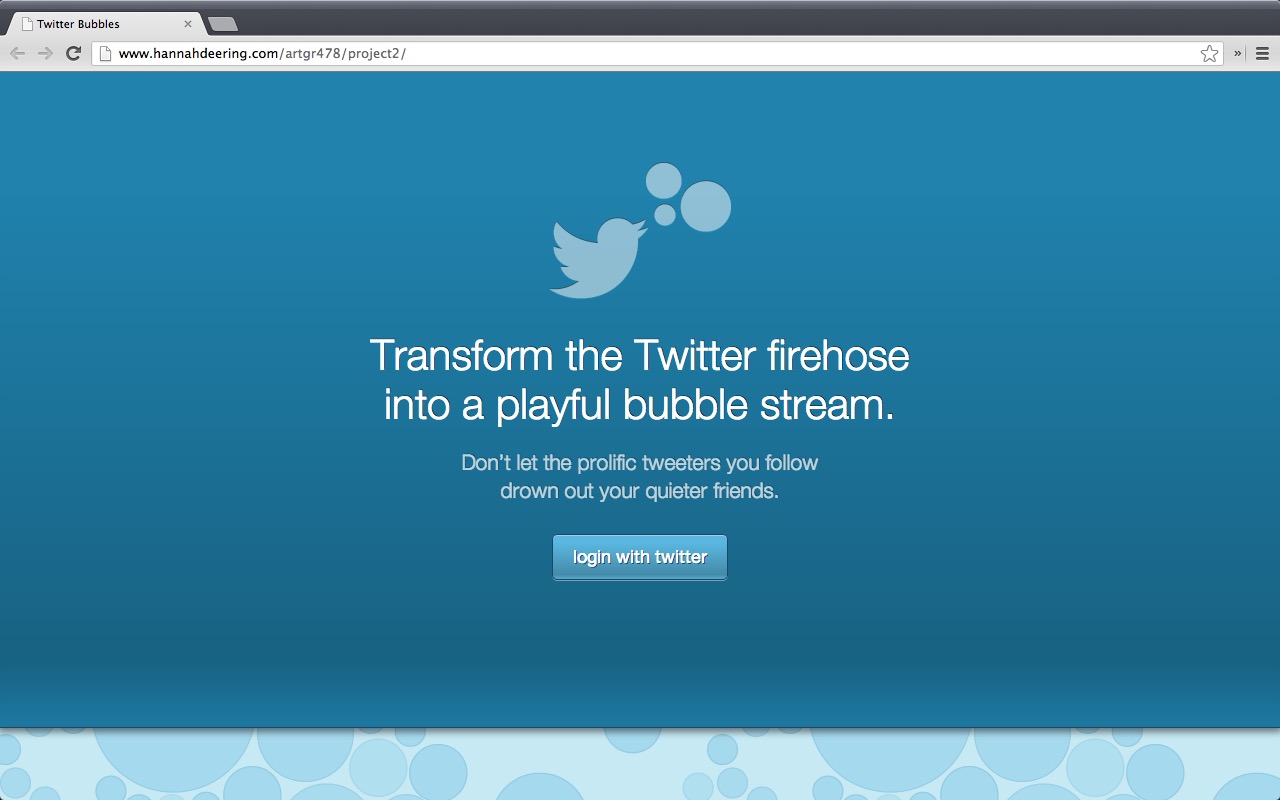 Twitter Bubbles
www.hannahdeering.com/artgr478/project2/
Transform the Twitter firehose
into a playful bubble stream.
Don't let the prolific tweeters you follow
drown out your quieter friends.
login with twitter